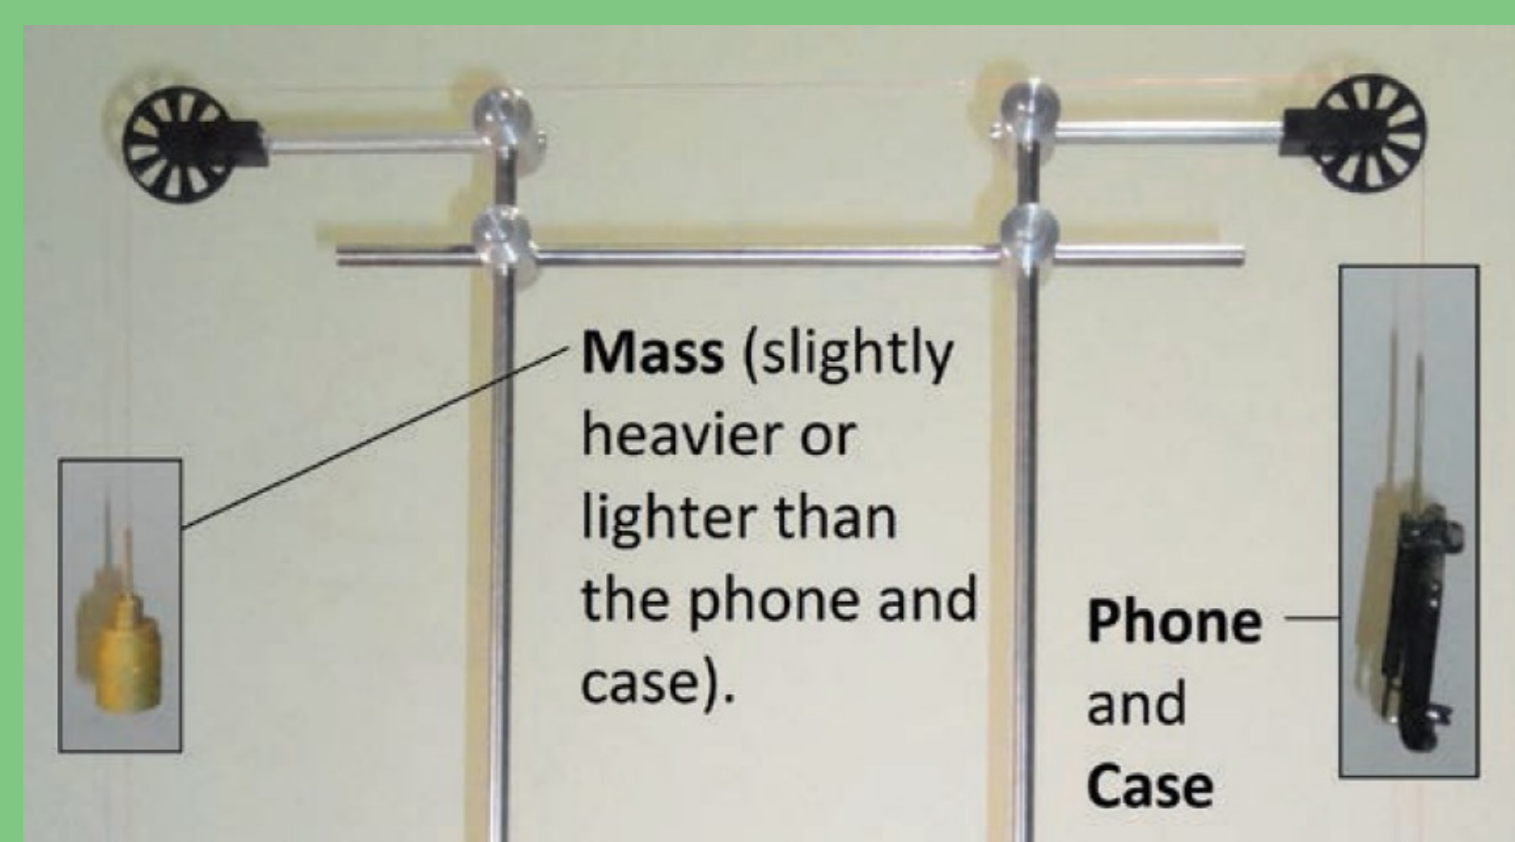 Mass (slightly
heavier or
lighter than
the phone and
case).
Phone
and
Case